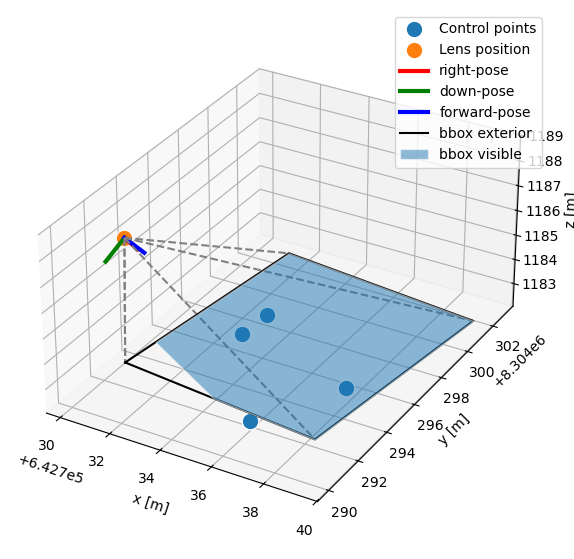 Control points
Lens position
right-pose
down-pose
forward-pose
bbox exterior
bbox visible
1189
1188
1187
1186
1185
1184
1183
z [m]
302
300
298
296
294
292
290
+8.304e6
y [m]
30
32
34
36
38
40
+6.427e5
x [m]